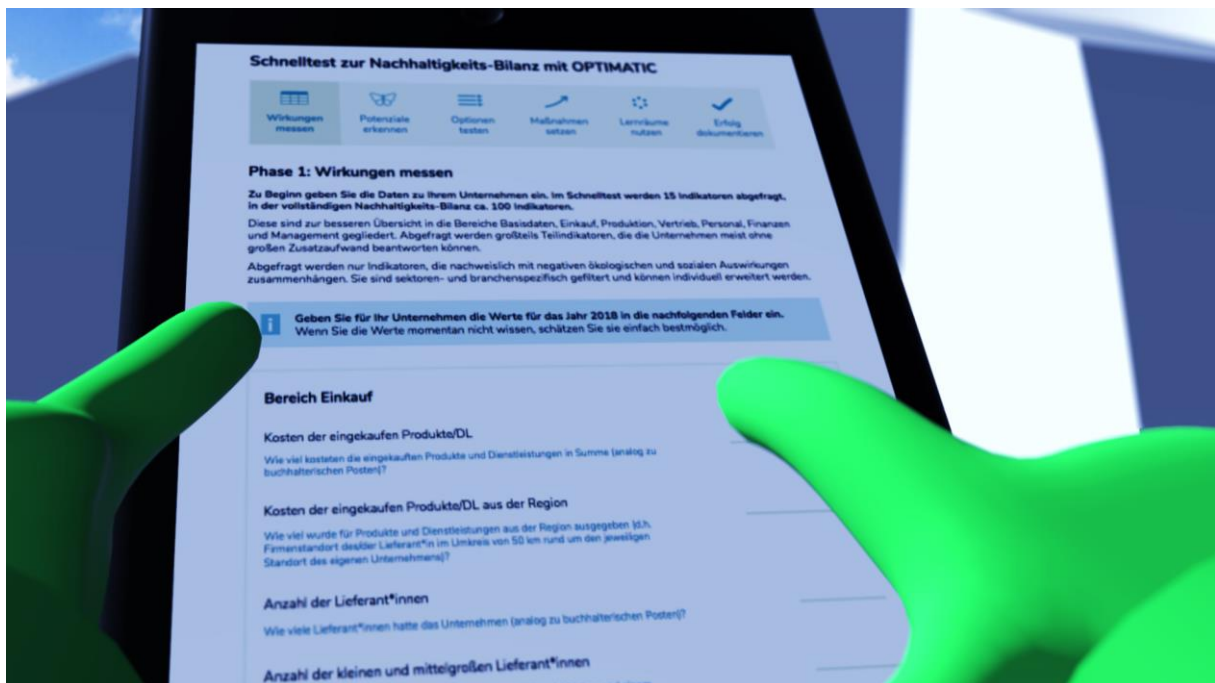 Schnelltest zur Nachhaltigkeits-Bilanz mit OPTIMATIC
Wirkungen messen
Potenziale erkennen
Optionen testen
Maßnahmen setzen
Lernräume nutzen
Erfolg dokumentieren
Phase 1: Wirkungen messen
Zu Beginn geben Sie die Daten zu Ihrem Unternehmen ein. Im Schnelltest werden 15 Indikatoren abgefragt,
in der vollständigen Nachhaltigkeits-Bilanz ca. 100 Indikatoren.
Diese sind zur besseren Übersicht in die Bereiche Basisdaten, Einkauf, Produktion, Vertrieb, Personal, Finanzen
und Management gegliedert. Abgefragt werden großteils Teilindikatoren, die die Unternehmen meist ohne
großen Zusatzaufwand beantworten können.
Abgefragt werden nur Indikatoren, die nachweislich mit negativen ökologischen und sozialen Auswirkungen
zusammenhängen. Sie sind sektoren- und branchenspezifisch gefiltert und können individuell erweitert werden.
i
Geben Sie für Ihr Unternehmen die Werte für das Jahr 2018 in die nachfolgenden Felder ein.
Wenn Sie die Werte momentan nicht wissen, schätzen Sie sie einfach bestmöglich.
Bereich Einkauf
Kosten der eingekaufen Produkte/DL
Wie viel kosteten die eingekauften Produkte und Dienstleistungen in Summe (analog zu
buchhalterischen Posten)?
Kosten der eingekaufen Produkte/DL aus der Region
Wie viel wurde für Produkte und Dienstleistungen aus der Region ausgegeben (d.h.
Firmenstandort des/der Lieferant*in im Umkreis von 50 km rund um den jeweiligen
Standort des eigenen Unternehmens)?
Anzahl der Lieferant*innen
Wie viele Lieferant*innen hatte das Unternehmen (analog zu buchhalterischen Posten)?
Anzahl der kleinen und mittelgroßen Lieferant*innen